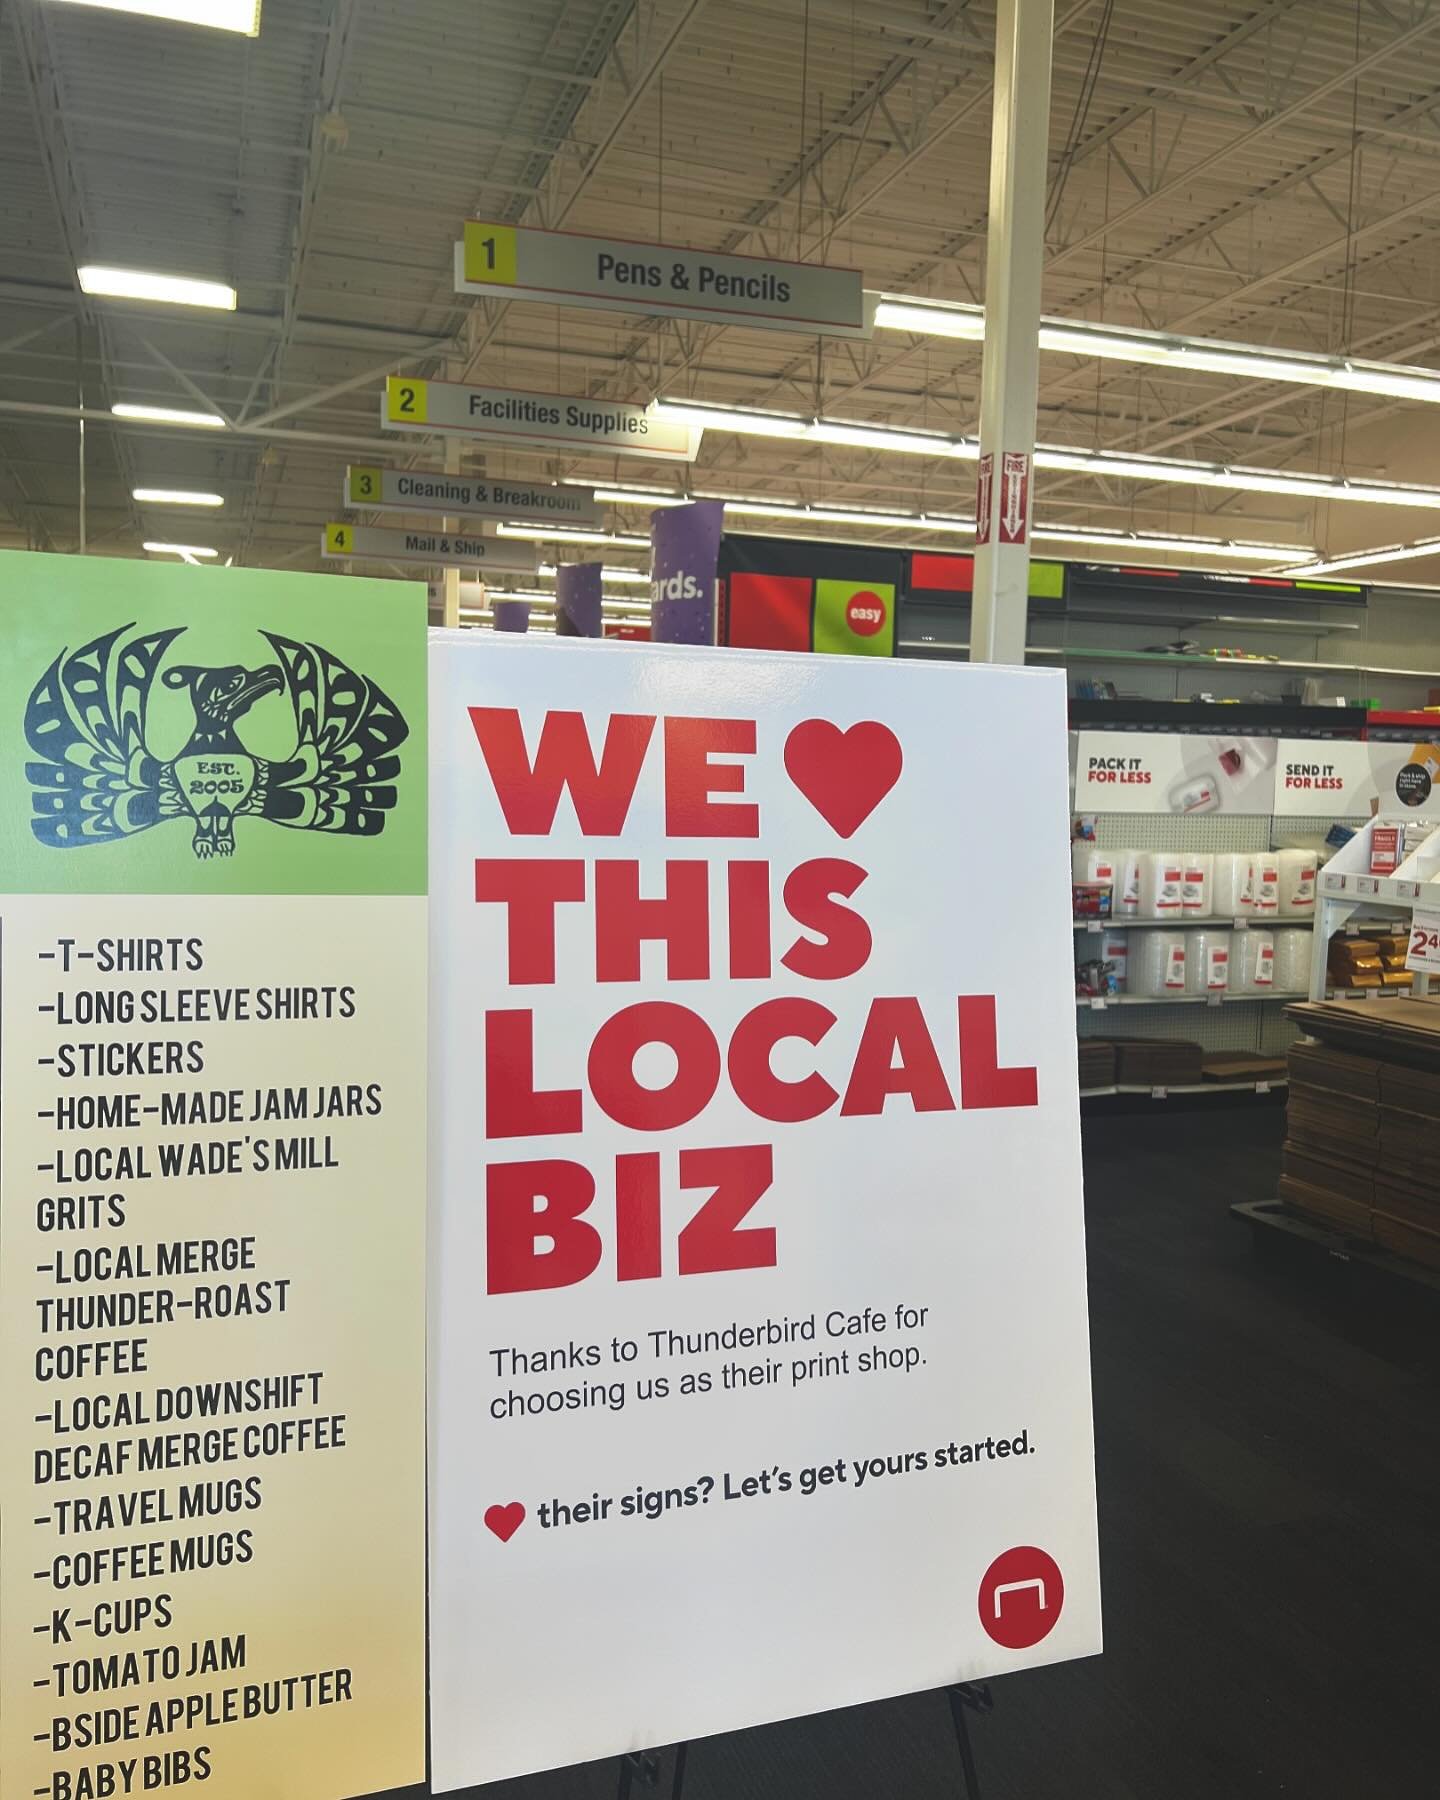 1 Pens & Pencils
2 Facilities Supplies
3 Cleaning & Breakroom
4 Mail & Ship
FIRE
ards.
easy
PACK IT
FOR LESS
SEND IT
FOR LESS
EST.
2005
-T-SHIRTS
-LONG SLEEVE SHIRTS
-STICKERS
-HOME-MADE JAM JARS
-LOCAL WADE'S MILL
GRITS
-LOCAL MERGE
THUNDER-ROAST
COFFEE
-LOCAL DOWNSHIFT
DECAF MERGE COFFEE
-TRAVEL MUGS
-COFFEE MUGS
-K-CUPS
-TOMATO JAM
-BSIDE APPLE BUTTER
-BABY BIBS
WE ♥
THIS
LOCAL
BIZ
Thanks to Thunderbird Cafe for
choosing us as their print shop.
♥ their signs? Let's get yours started.